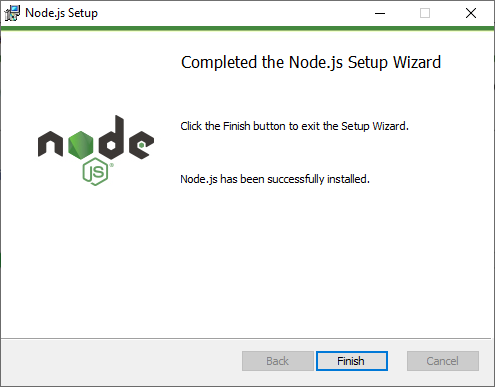 Node.js Setup
Completed the Node.js Setup Wizard
Click the Finish button to exit the Setup Wizard.
node
JS
®
Node.js has been successfully installed.
Back
Finish
Cancel